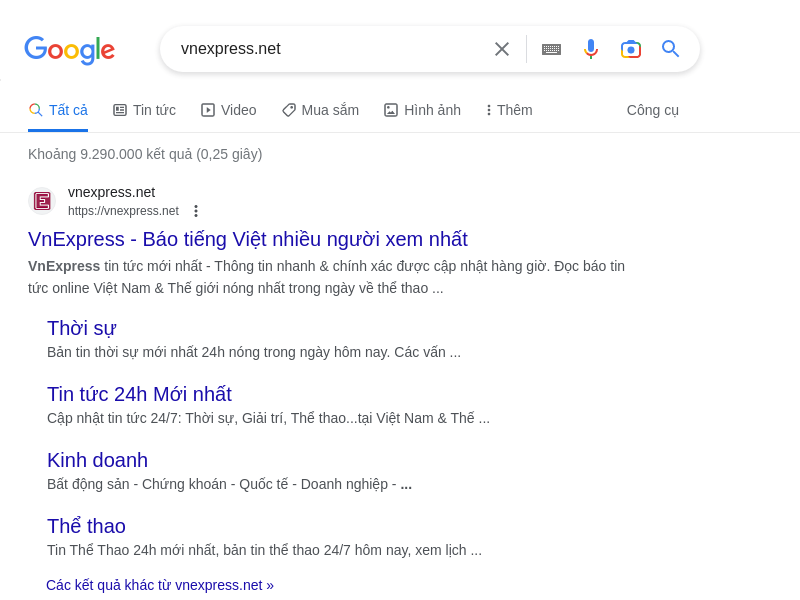 Google
vnexpress.net
Tất cả Tin tức Video Mua sắm Hình ảnh Thêm Công cụ
Khoảng 9.290.000 kết quả (0,25 giây)
vnexpress.net
https://vnexpress.net
VnExpress - Báo tiếng Việt nhiều người xem nhất
VnExpress tin tức mới nhất - Thông tin nhanh & chính xác được cập nhật hàng giờ. Đọc báo tin
tức online Việt Nam & Thế giới nóng nhất trong ngày về thể thao ...
Thời sự
Bản tin thời sự mới nhất 24h nóng trong ngày hôm nay. Các vấn ...
Tin tức 24h Mới nhất
Cập nhật tin tức 24/7: Thời sự, Giải trí, Thể thao...tại Việt Nam & Thế ...
Kinh doanh
Bất động sản - Chứng khoán - Quốc tế - Doanh nghiệp - ...
Thể thao
Tin Thể Thao 24h mới nhất, bản tin thể thao 24/7 hôm nay, xem lịch ...
Các kết quả khác từ vnexpress.net »